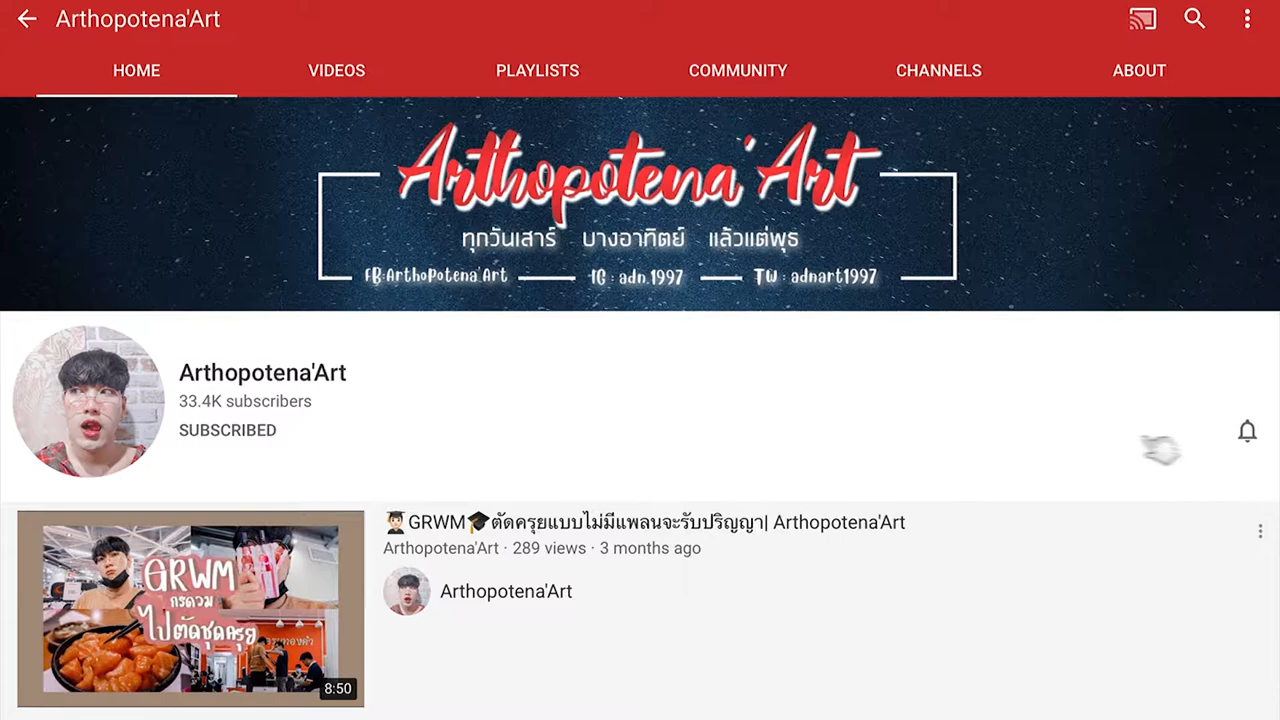 Arthopotena'Art
HOME VIDEOS PLAYLISTS COMMUNITY CHANNELS ABOUT
Arthopotena'Art
ทุกวันเสาร์ บางอาทิตย์ แล้วแต่พุธ
FB:ArthoPotena'Art IG : adn.1997 TW : adnart1997
Arthopotena'Art
33.4K subscribers
SUBSCRIBED
GRWM
กรดวม
ไปตัดชุดครุย
8:50
GRWM🎓ตัดครุยแบบไม่มีแพลนจะรับปริญญา| Arthopotena'Art
Arthopotena'Art · 289 views · 3 months ago
Arthopotena'Art